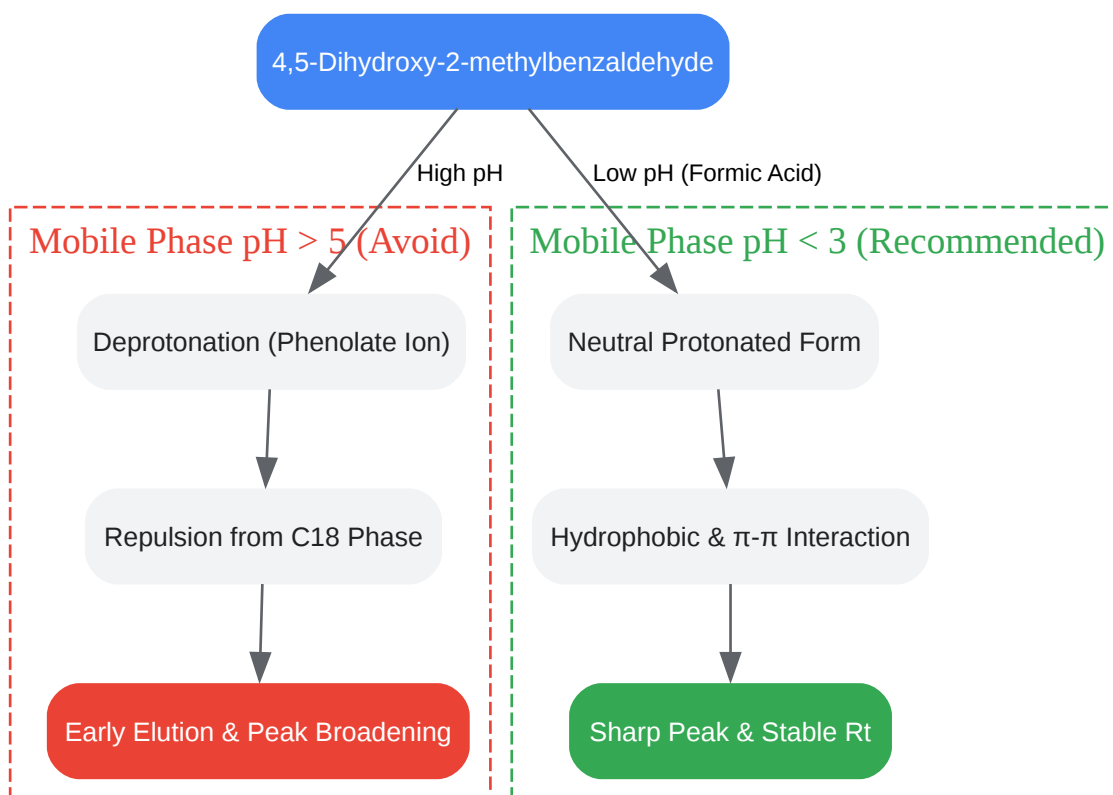 4,5-Dihydroxy-2-methylbenzaldehyde
High pH
Low pH (Formic Acid)
Mobile Phase pH > 5 (Avoid)
Mobile Phase pH < 3 (Recommended)
Deprotonation (Phenolate Ion)
Neutral Protonated Form
Repulsion from C18 Phase
Hydrophobic & π-π Interaction
Early Elution & Peak Broadening
Sharp Peak & Stable Rt